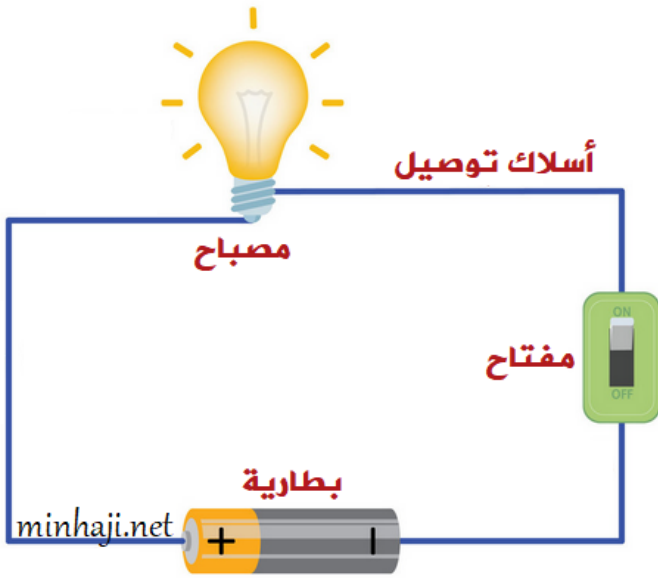 أسلاك توصيل
مصباح
ON
مفتاح
OFF
بطارية
minhaji.net
+
-